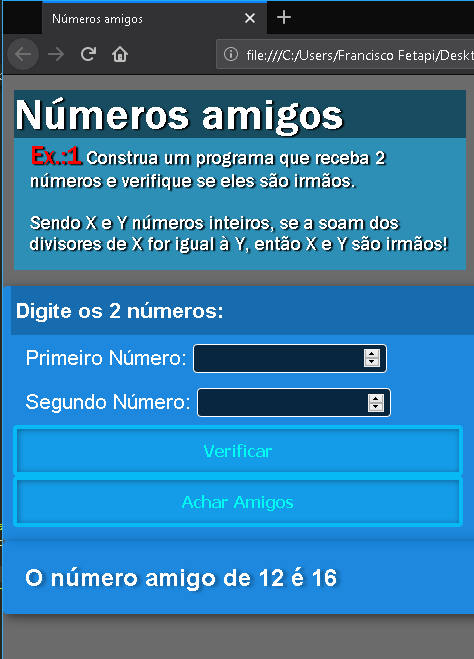 Números amigos
file:///C:/Users/Francisco Fetapi/Deskt
Números amigos
Ex.:1 Construa um programa que receba 2
números e verifique se eles são irmãos.
Sendo X e Y números inteiros, se a soam dos
divisores de X for igual à Y, então X e Y são irmãos!
Digite os 2 números:
Primeiro Número:
Segundo Número:
Verificar
Achar Amigos
O número amigo de 12 é 16